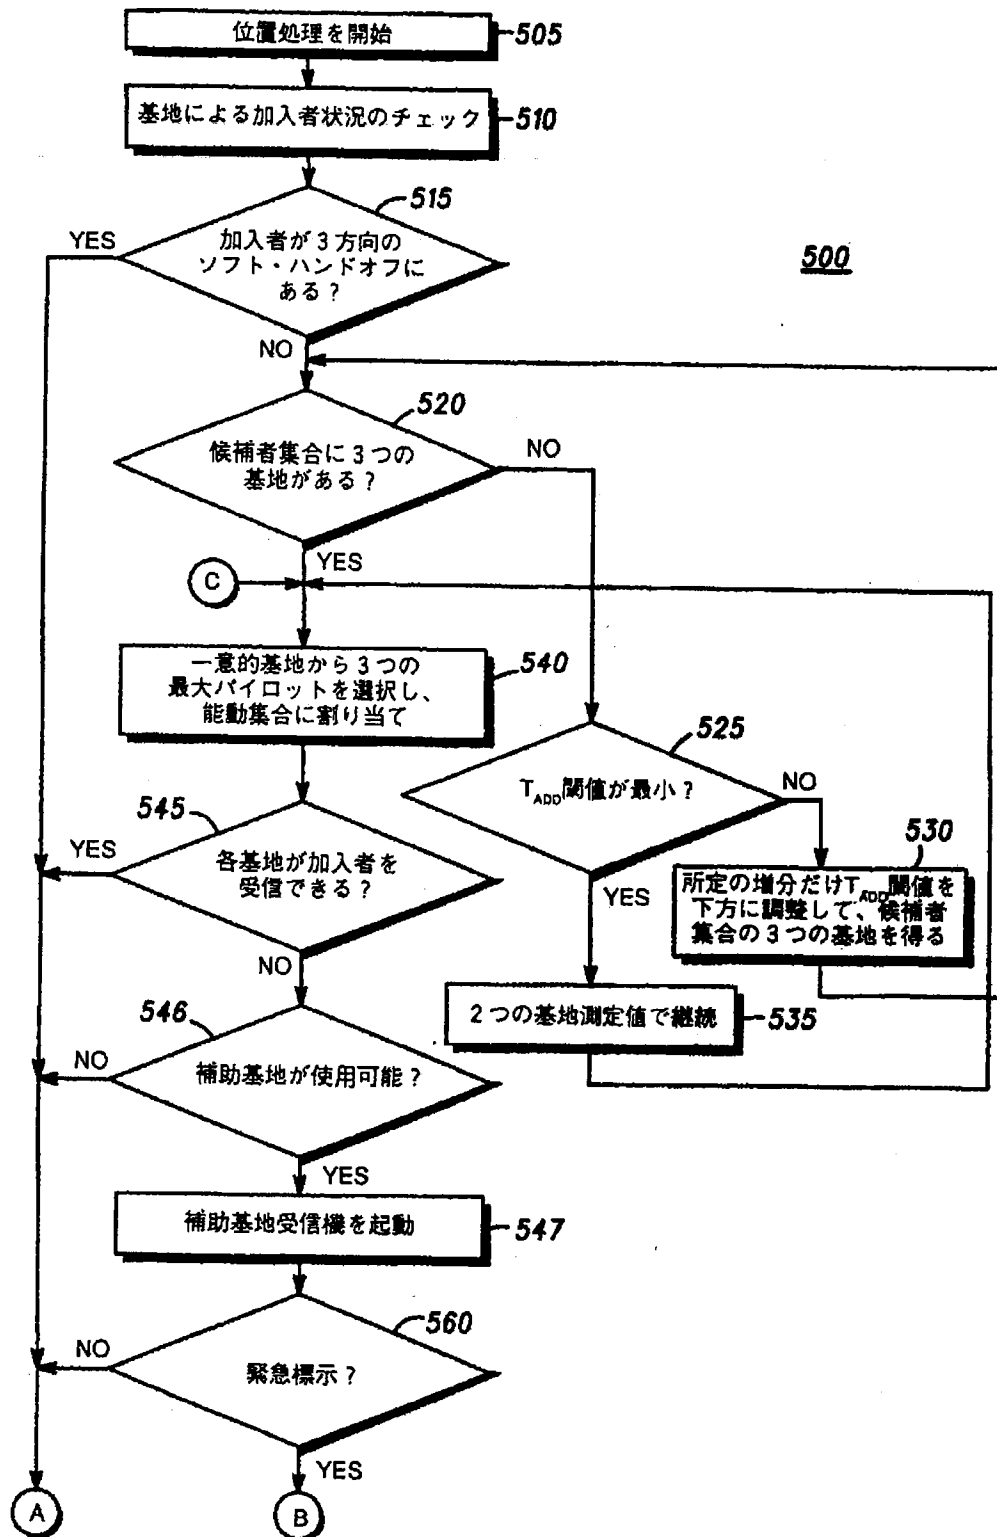 位置処理を開始
505
基地による加入者状況のチェック
510
515
YES
加入者が3方向の
ソフト・ハンドオフに
ある?
500
NO
520
候補者集合に3つの
基地がある?
NO
YES
C
一意的基地から3つの
最大パイロットを選択し、
能動集合に割り当て
540
525
TADD閾値が最小?
NO
545
YES
各基地が加入者を
受信できる?
530
所定の増分だけTADD閾値を
下方に調整して、候補者
集合の3つの基地を得る
YES
NO
546
2つの基地測定値で継続
535
NO
補助基地が使用可能?
YES
補助基地受信機を起動
547
560
NO
緊急標示?
YES
A
B